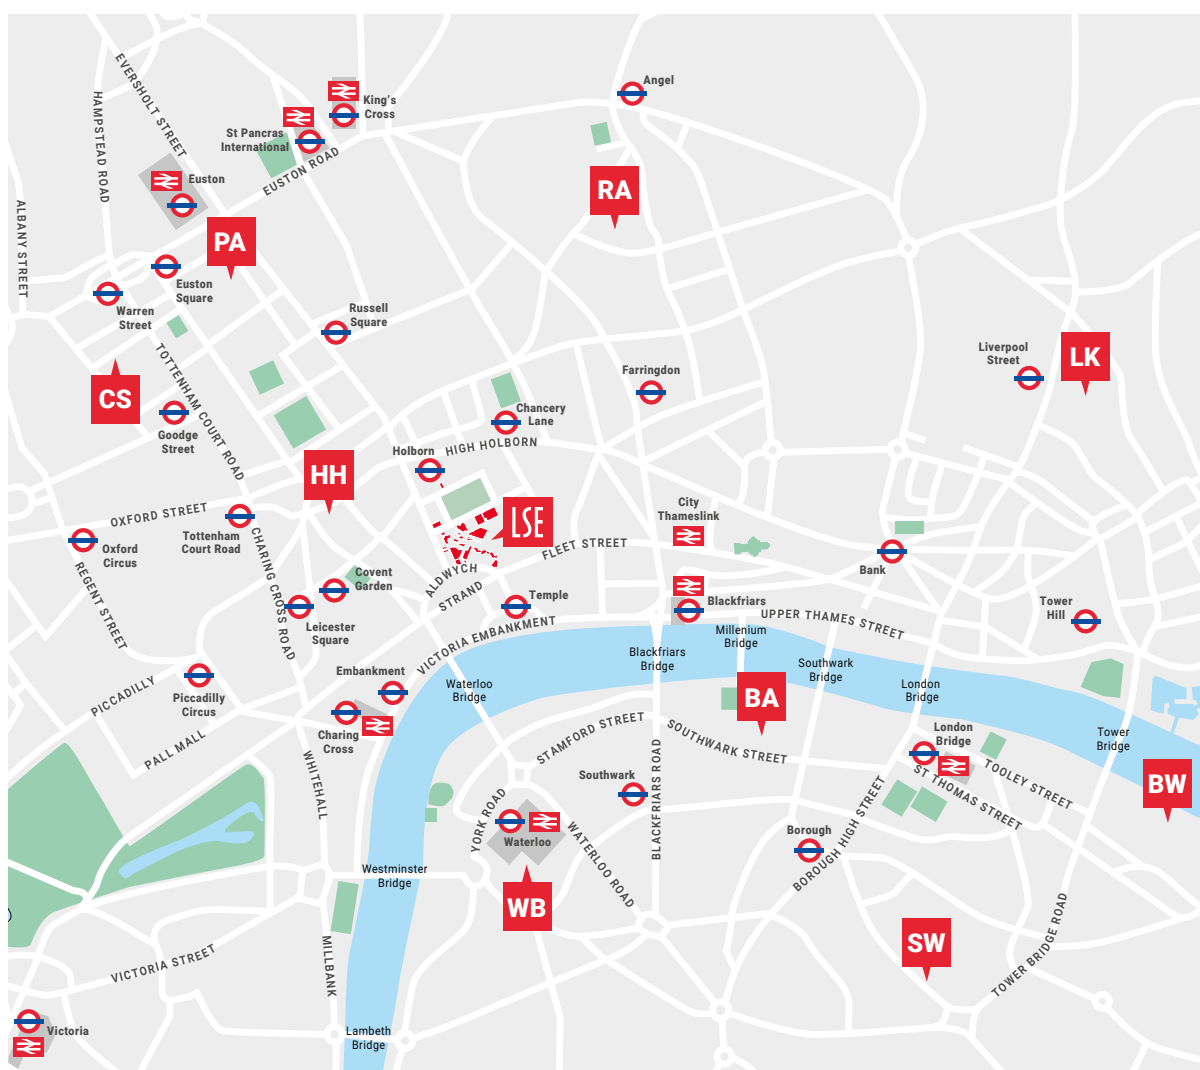 Angel
King's
Cross
St Pancras
International
EVERSHOLT STREET
HAMPSTEAD ROAD
EUSTON ROAD
Euston
RA
ALBANY STREET
PA
Euston
Square
Warren
Street
Russell
Square
Liverpool
Street
LK
TOTTENHAM COURT ROAD
CS
Farringdon
Goodge
Street
Chancery
Lane
Holborn
HIGH HOLBORN
HH
LSE
City
Thameslink
OXFORD STREET
Tottenham
Court Road
Oxford
Circus
REGENT STREET
CHARING CROSS ROAD
FLEET STREET
Bank
Covent
Garden
ALDWYCH
STRAND
Temple
Blackfriars
UPPER THAMES STREET
Tower
Hill
Leicester
Square
VICTORIA EMBANKMENT
Millenium
Bridge
Blackfriars
Bridge
Southwark
Bridge
Embankment
Waterloo
Bridge
London
Bridge
PICCADILLY
Piccadilly
Circus
BA
PALL MALL
Charing
Cross
STAMFORD STREET
SOUTHWARK STREET
London
Bridge
Tower
Bridge
WHITEHALL
Southwark
BLACKFRIARS ROAD
ST THOMAS STREET
TOOLEY STREET
BW
YORK ROAD
Waterloo
WATERLOO ROAD
Borough
BOROUGH HIGH STREET
Westminster
Bridge
WB
SW
VICTORIA STREET
MILLBANK
TOWER BRIDGE ROAD
Victoria
Lambeth
Bridge